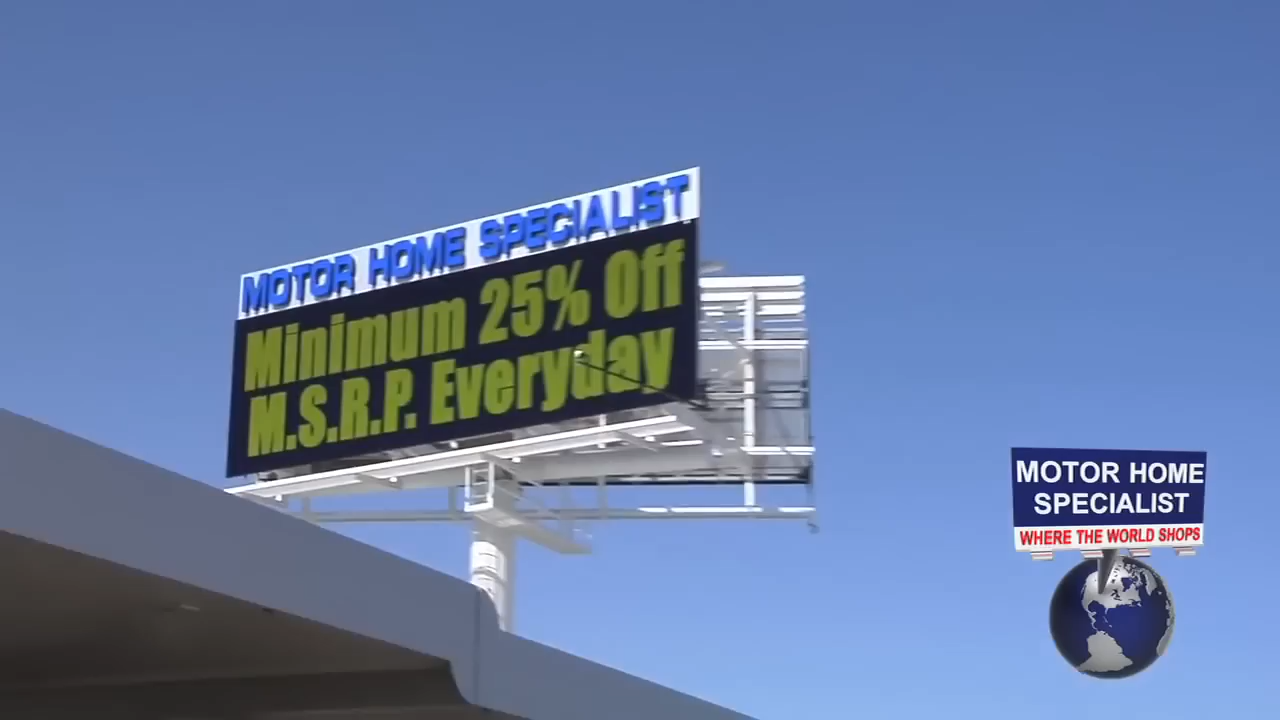 MOTOR HOME SPECIALIST
Minimum 25% Off
M.S.R.P. Everyday
MOTOR HOME
SPECIALIST
WHERE THE WORLD SHOPS